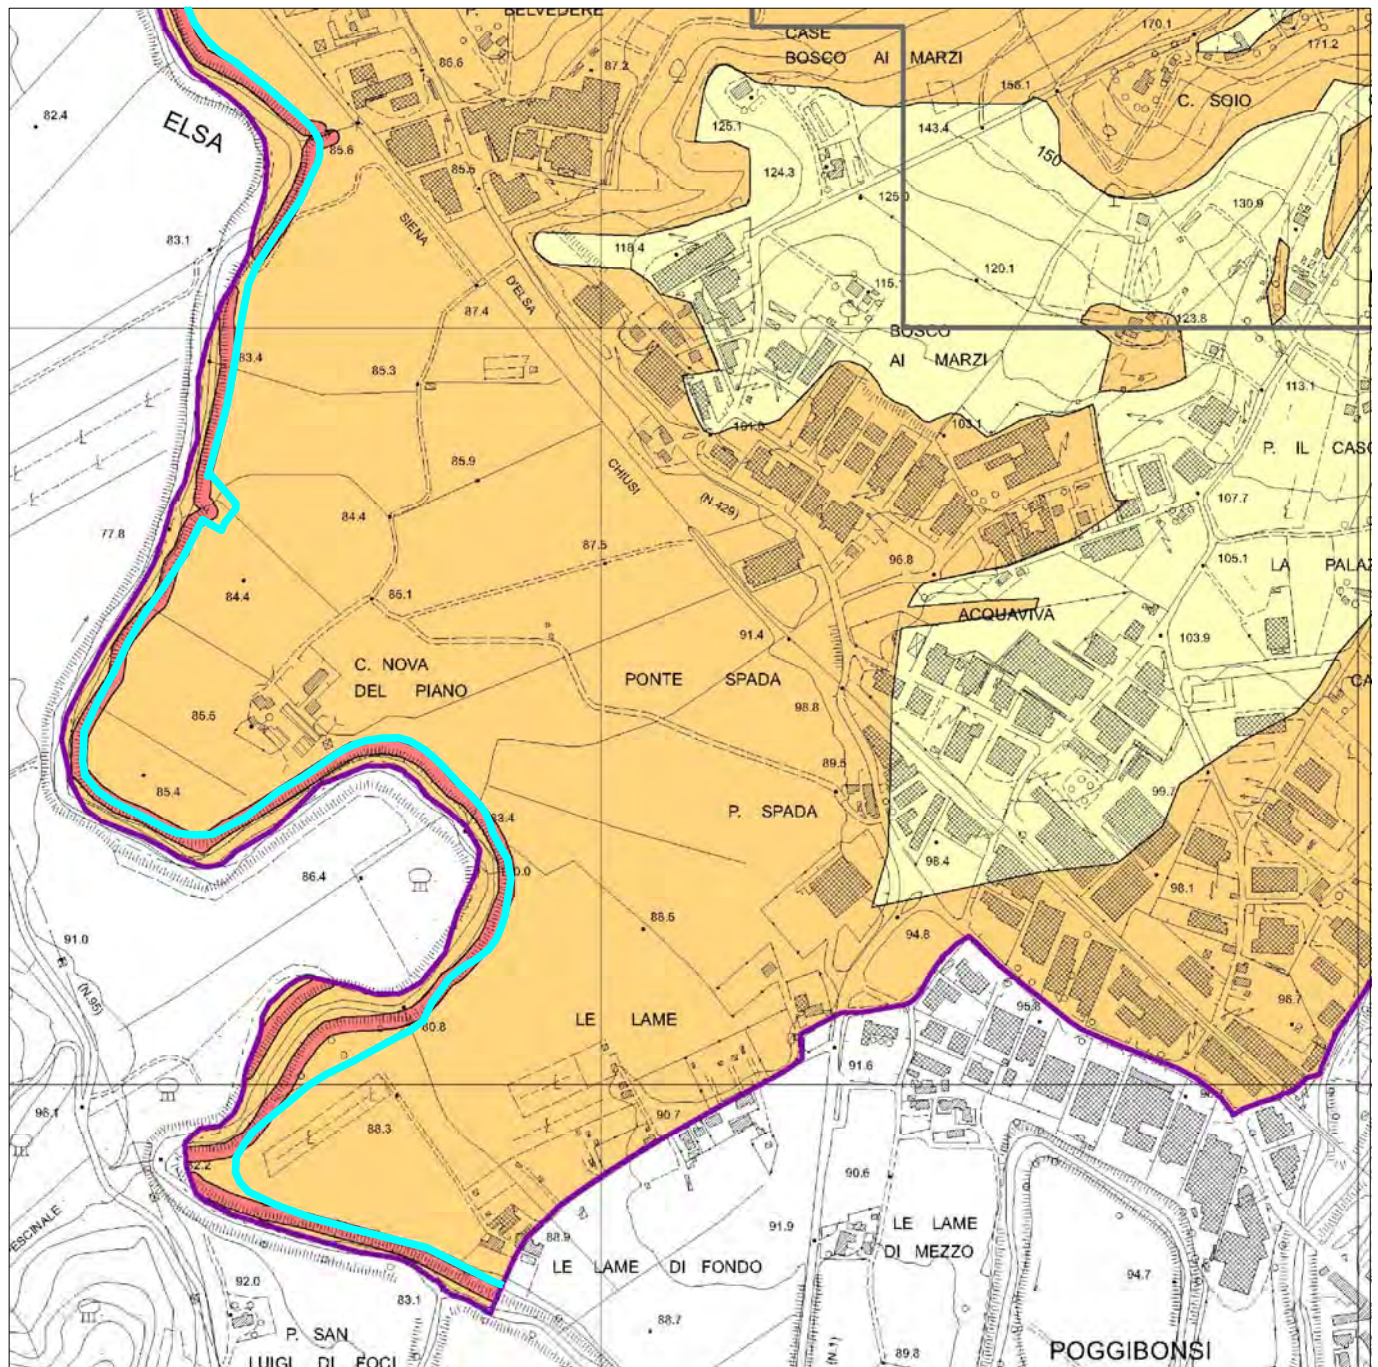 P. BELVEDERE
CASE
BOSCO AI MARZI
170.1
171.2
86.6
87.2
158.1
C. SOIO
82.4
ELSA
125.1
143.4
150
85.6
85.5
124.3
125.0
130.9
83.1
SIENA
118.4
D'ELSA
120.1
87.4
123.8
BOSCO
AI MARZI
83.4
85.3
113.1
103.1
P. IL CASO
85.9
CHIUSI
(N.429)
107.7
84.4
77.8
87.5
96.8
105.1
LA PALAZ
84.4
86.1
ACQUAVIVA
91.4
103.9
C. NOVA
DEL PIANO
PONTE SPADA
CA
85.5
98.8
89.5
85.4
99.7
P. SPADA
83.4
98.4
86.4
98.1
88.6
94.8
91.0
(N.95)
95.8
98.7
LE LAME
80.8
91.6
98.1
90.7
88.3
90.6
82.2
ESCINALE
91.9
LE LAME
DI MEZZO
88.9
LE LAME DI FONDO
94.7
92.0
83.1
88.7
P. SAN
LUIGI DI FOCI
(N.1)
89.8
POGGIBONSI